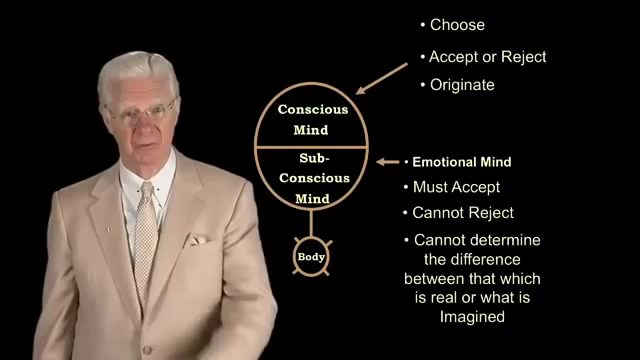 • Choose
• Accept or Reject
• Originate
Conscious
Mind
Sub-
Conscious
Mind
Body
• Emotional Mind
• Must Accept
• Cannot Reject
• Cannot determine
the difference
between that which
is real or what is
Imagined